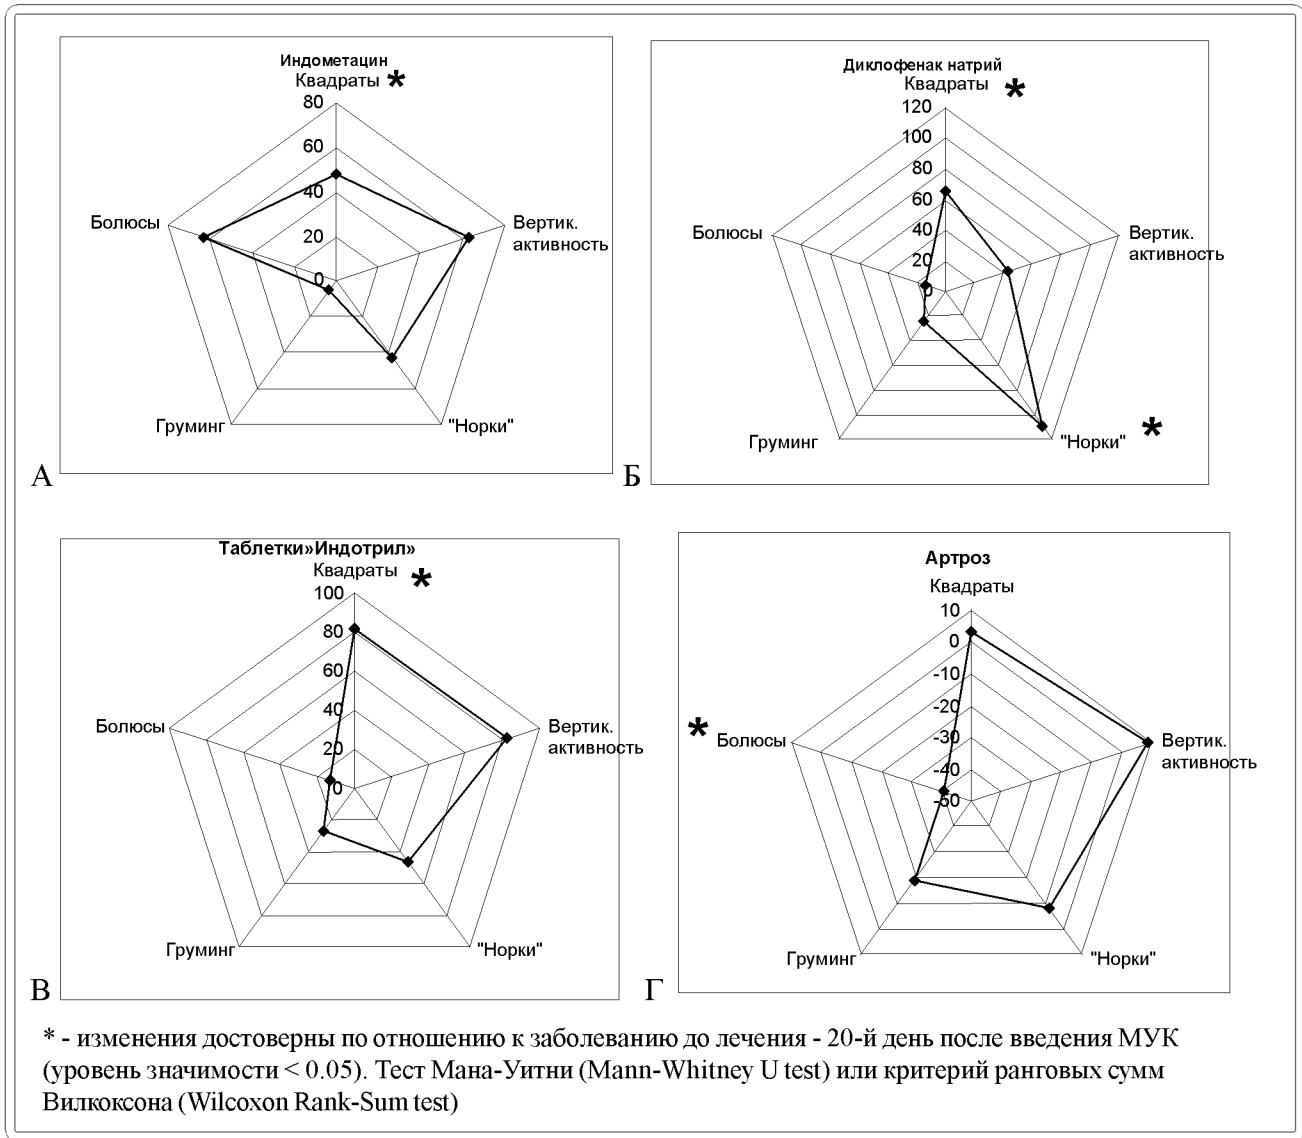 Индометацин
Квадраты *
80
60
40
20
0
Вертик.
активность
"Норки"
Груминг
Болюсы
А
Диклофенак натрий
Квадраты *
120
100
80
60
40
20
0
Вертик.
активность
"Норки" *
Груминг
Болюсы
Б
Таблетки»Индотрил»
Квадраты *
100
80
60
40
20
0
Вертик.
активность
"Норки"
Груминг
Болюсы
В
Артроз
Квадраты
10
0
-10
-20
-30
-40
-50
Вертик.
активность
"Норки"
Груминг
* Болюсы
Г
* - изменения достоверны по отношению к заболеванию до лечения - 20-й день после введения МУК
(уровень значимости < 0.05). Тест Мана-Уитни (Mann-Whitney U test) или критерий ранговых сумм
Вилкоксона (Wilcoxon Rank-Sum test)